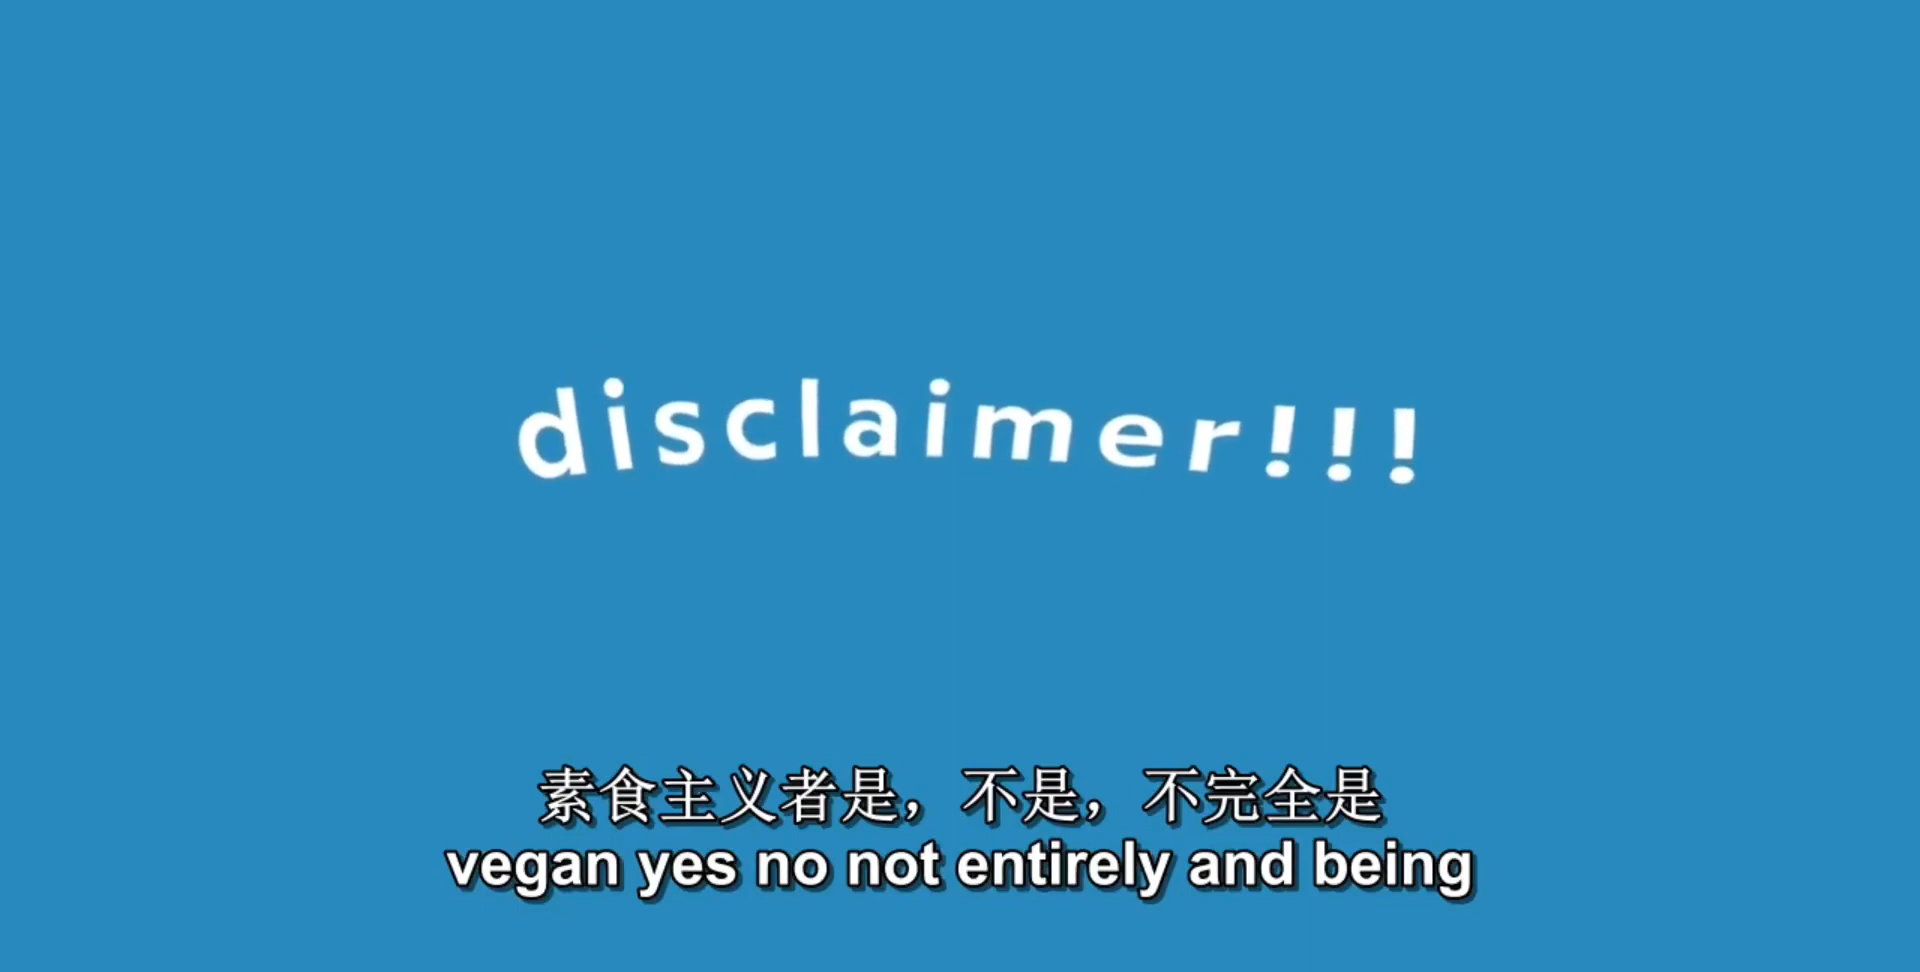 disclaimer!!!
素食主义者是，不是，不完全是
vegan yes no not entirely and being